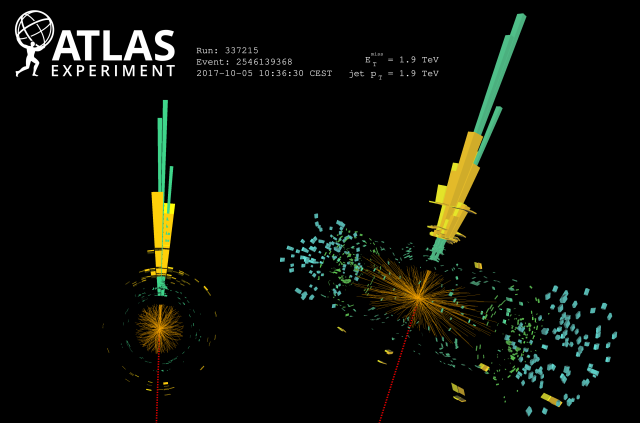 ATLAS
EXPERIMENT
Run: 337215
Event: 2546139368
2017-10-05 10:36:30 CEST
E_T^miss = 1.9 TeV
jet p_T = 1.9 TeV